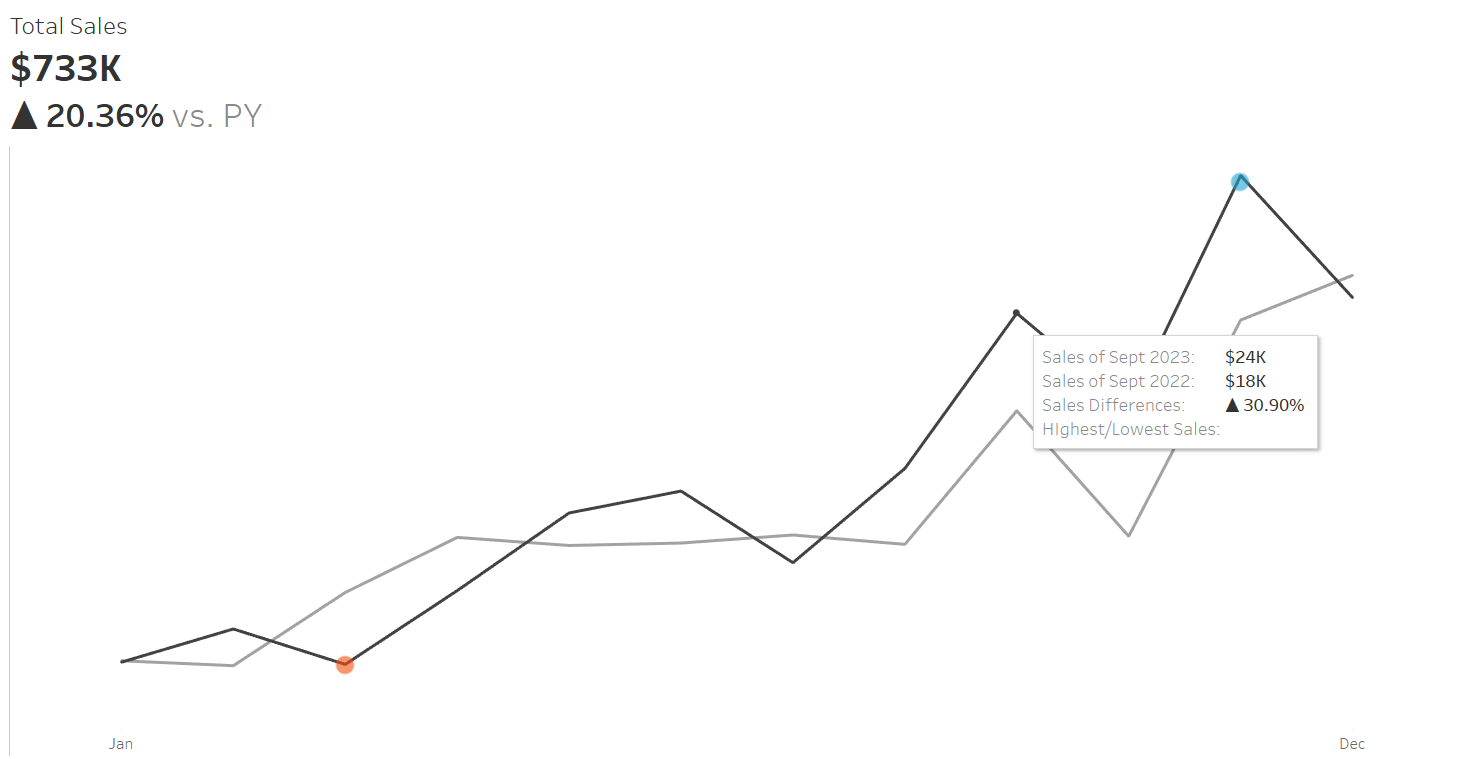 Total Sales
$733K
▲ 20.36% vs. PY
Sales of Sept 2023: $24K
Sales of Sept 2022: $18K
Sales Differences: ▲ 30.90%
HIghest/Lowest Sales:
Jan Dec